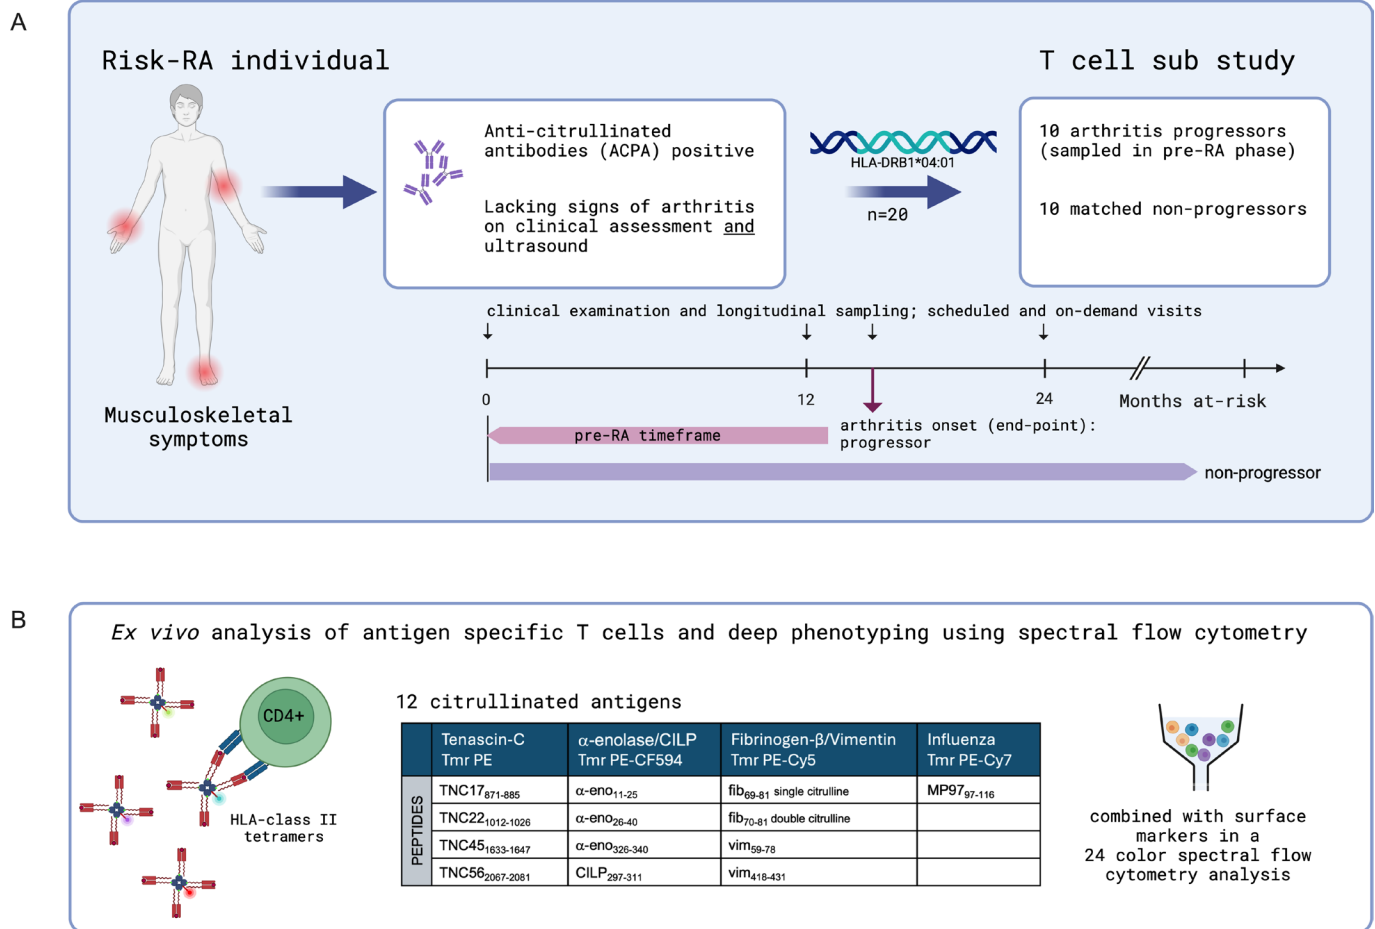 A
Risk-RA individual
T cell sub study
Anti-citrullinated
antibodies (ACPA) positive
Lacking signs of arthritis
on clinical assessment and
ultrasound
HLA-DRB1*04:01
n=20
10 arthritis progressors
(sampled in pre-RA phase)
10 matched non-progressors
Musculoskeletal
symptoms
clinical examination and longitudinal sampling; scheduled and on-demand visits
0 12 24 Months at-risk
pre-RA timeframe
arthritis onset (end-point):
progressor
non-progressor
B
Ex vivo analysis of antigen specific T cells and deep phenotyping using spectral flow cytometry
CD4+
HLA-class II
tetramers
12 citrullinated antigens
Tenascin-C α-enolase/CILP Fibrinogen-β/Vimentin Influenza
Tmr PE Tmr PE-CF594 Tmr PE-Cy5 Tmr PE-Cy7
PEPTIDES
TNC17871-885 α-eno11-25 fib69-81 single citrulline MP9797-116
TNC221012-1026 α-eno26-40 fib70-81 double citrulline
TNC451633-1647 α-eno326-340 vim59-78
TNC562067-2081 CILP297-311 vim418-431
combined with surface
markers in a
24 color spectral flow
cytometry analysis